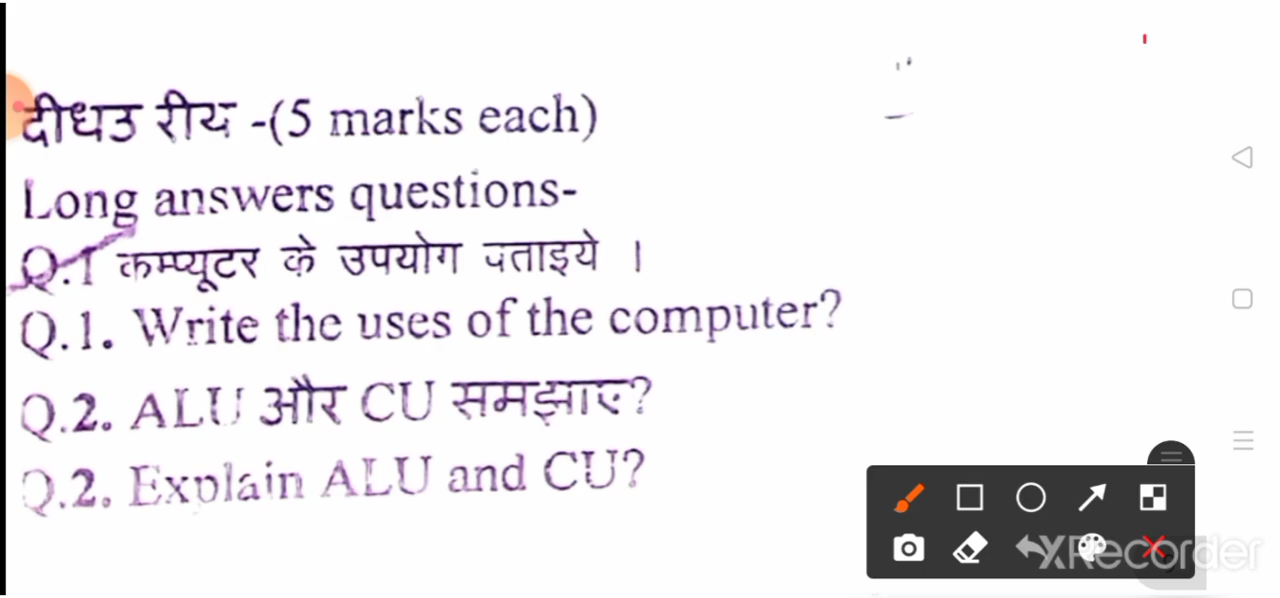 दीधउ रीय -(5 marks each)
Long answers questions-
Q.1 कम्प्यूटर के उपयोग पताइये ।
Q.1. Write the uses of the computer?
Q.2. ALU और CU समझाए?
Q.2. Explain ALU and CU?
XRecorder